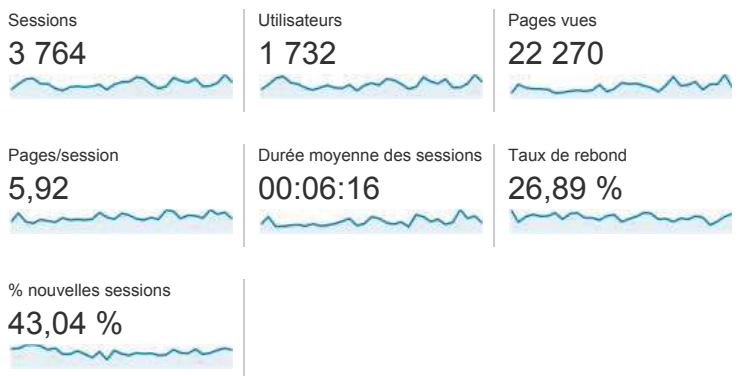 Sessions
3 764
Utilisateurs
1 732
Pages vues
22 270
Pages/session
5,92
Durée moyenne des sessions
00:06:16
Taux de rebond
26,89 %
% nouvelles sessions
43,04 %